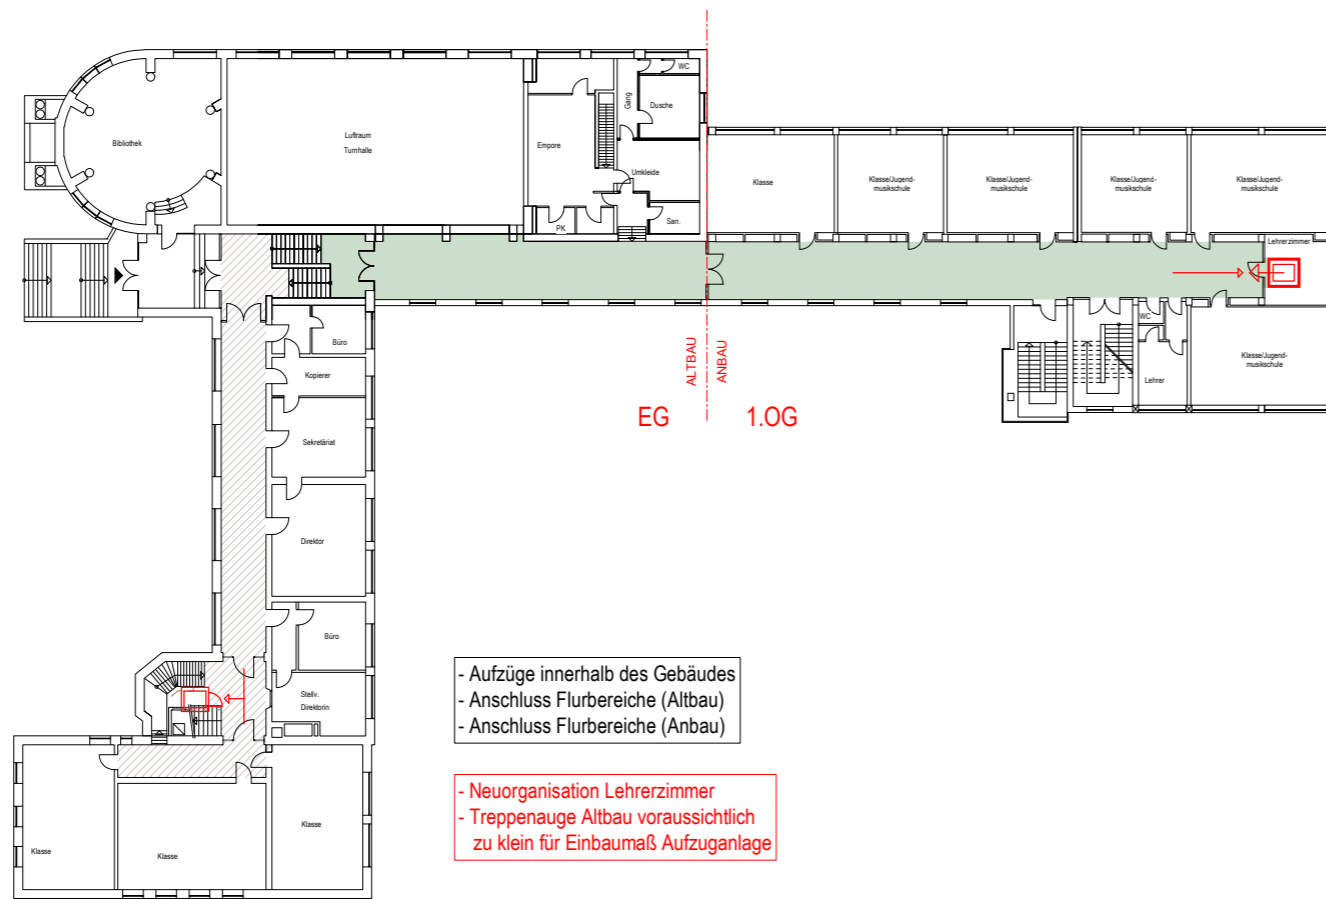 WC
Gang
Dusche
Bibliothek
Luftraum
Turnhalle
Empore
Umkleide
PK
San.
Klasse
Klasse/Jugend-
musikschule
Klasse/Jugend-
musikschule
Klasse/Jugend-
musikschule
Klasse/Jugend-
musikschule
Lehrerzimmer
WC
Lehrer
Klasse/Jugend-
musikschule
Büro
Kopierer
Sekretäriat
Direktor
Büro
Stellv.
Direktorin
Klasse
Klasse
Klasse
ALTBAU
ANBAU
EG
1.OG
- Aufzüge innerhalb des Gebäudes
- Anschluss Flurbereiche (Altbau)
- Anschluss Flurbereiche (Anbau)
- Neuorganisation Lehrerzimmer
- Treppenauge Altbau voraussichtlich
zu klein für Einbaumaß Aufzuganlage